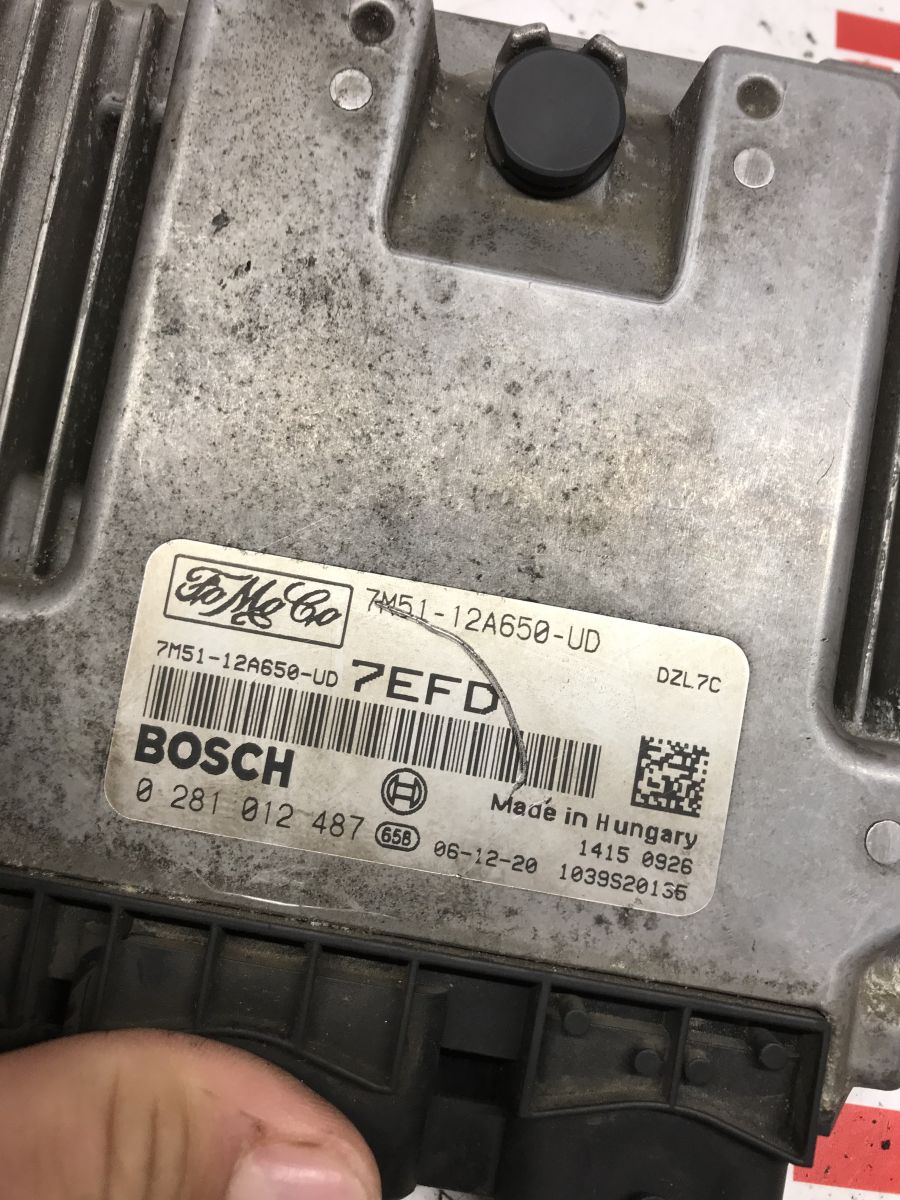 FoMoCo 7M51-12A650-UD
7M51-12A650-UD 7EFD DZL7C
BOSCH
Made in Hungary
0 281 012 487 658 06-12-20 1415 0926
1039S20135